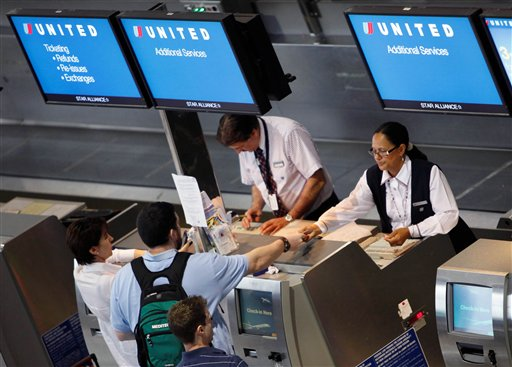 UNITED
Ticketing
• Refunds
• Re-issues
• Exchanges
STAR ALLIANCE
UNITED
Additional Services
STAR ALLIANCE
UNITED
Additional Services
STAR ALLIANCE
Check-in Here
Check-in Here